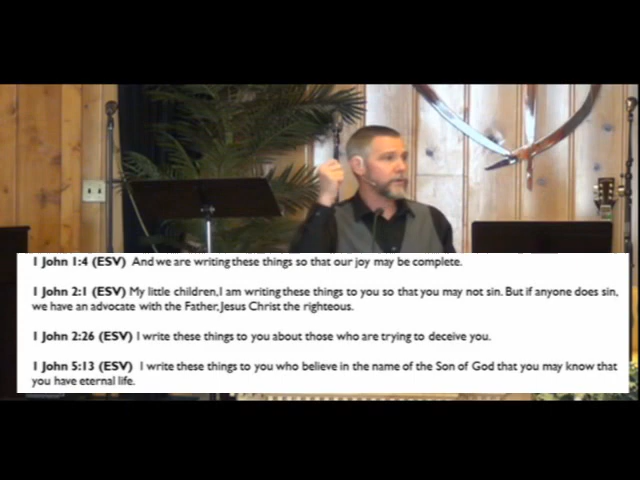 1 John 1:4 (ESV) And we are writing these things so that our joy may be complete.
1 John 2:1 (ESV) My little children, I am writing these things to you so that you may not sin. But if anyone does sin,
we have an advocate with the Father, Jesus Christ the righteous.
1 John 2:26 (ESV) I write these things to you about those who are trying to deceive you.
1 John 5:13 (ESV) I write these things to you who believe in the name of the Son of God that you may know that
you have eternal life.